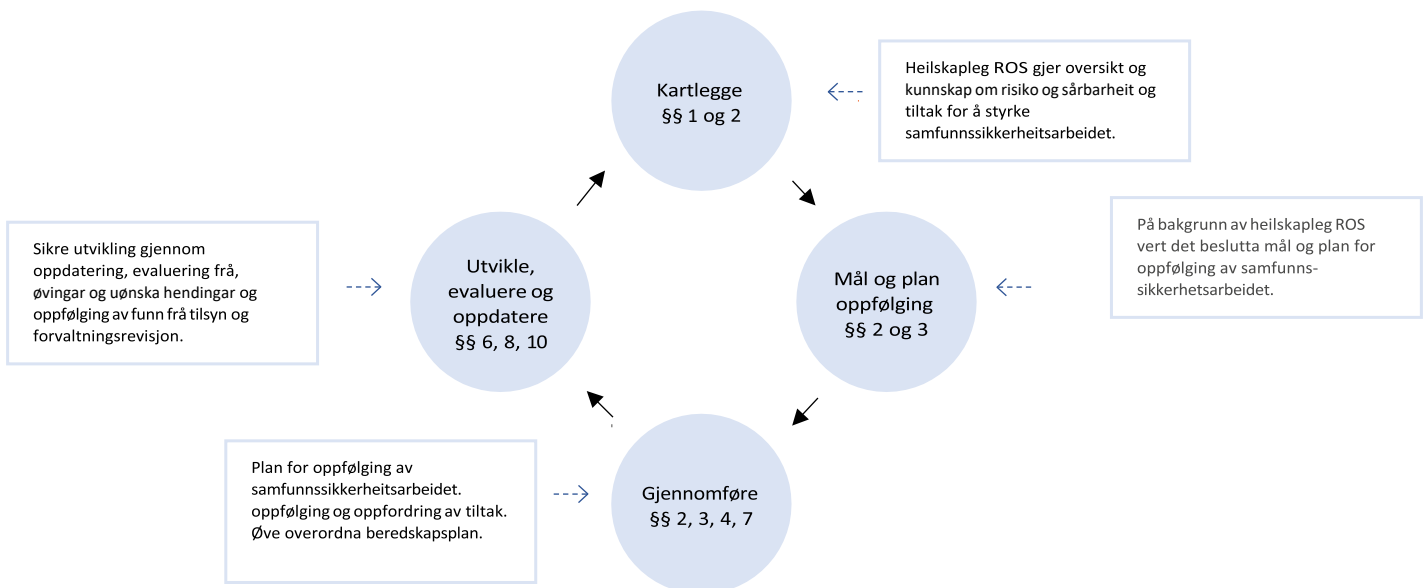 Kartlegge
§§ 1 og 2
Heilskapleg ROS gjer oversikt og
kunnskap om risiko og sårbarheit og
tiltak for å styrke
samfunnssikkerheitsarbeidet.
Mål og plan
oppfølging
§§ 2 og 3
På bakgrunn av heilskapleg ROS
vert det beslutta mål og plan for
oppfølging av samfunns-
sikkerhetsarbeidet.
Gjennomføre
§§ 2, 3, 4, 7
Plan for oppfølging av
samfunnssikkerheitsarbeidet.
oppfølging og oppfordring av tiltak.
Øve overordna beredskapsplan.
Utvikle,
evaluere og
oppdatere
§§ 6, 8, 10
Sikre utvikling gjennom
oppdatering, evaluering frå,
øvingar og uønska hendingar og
oppfølging av funn frå tilsyn og
forvaltningsrevisjon.